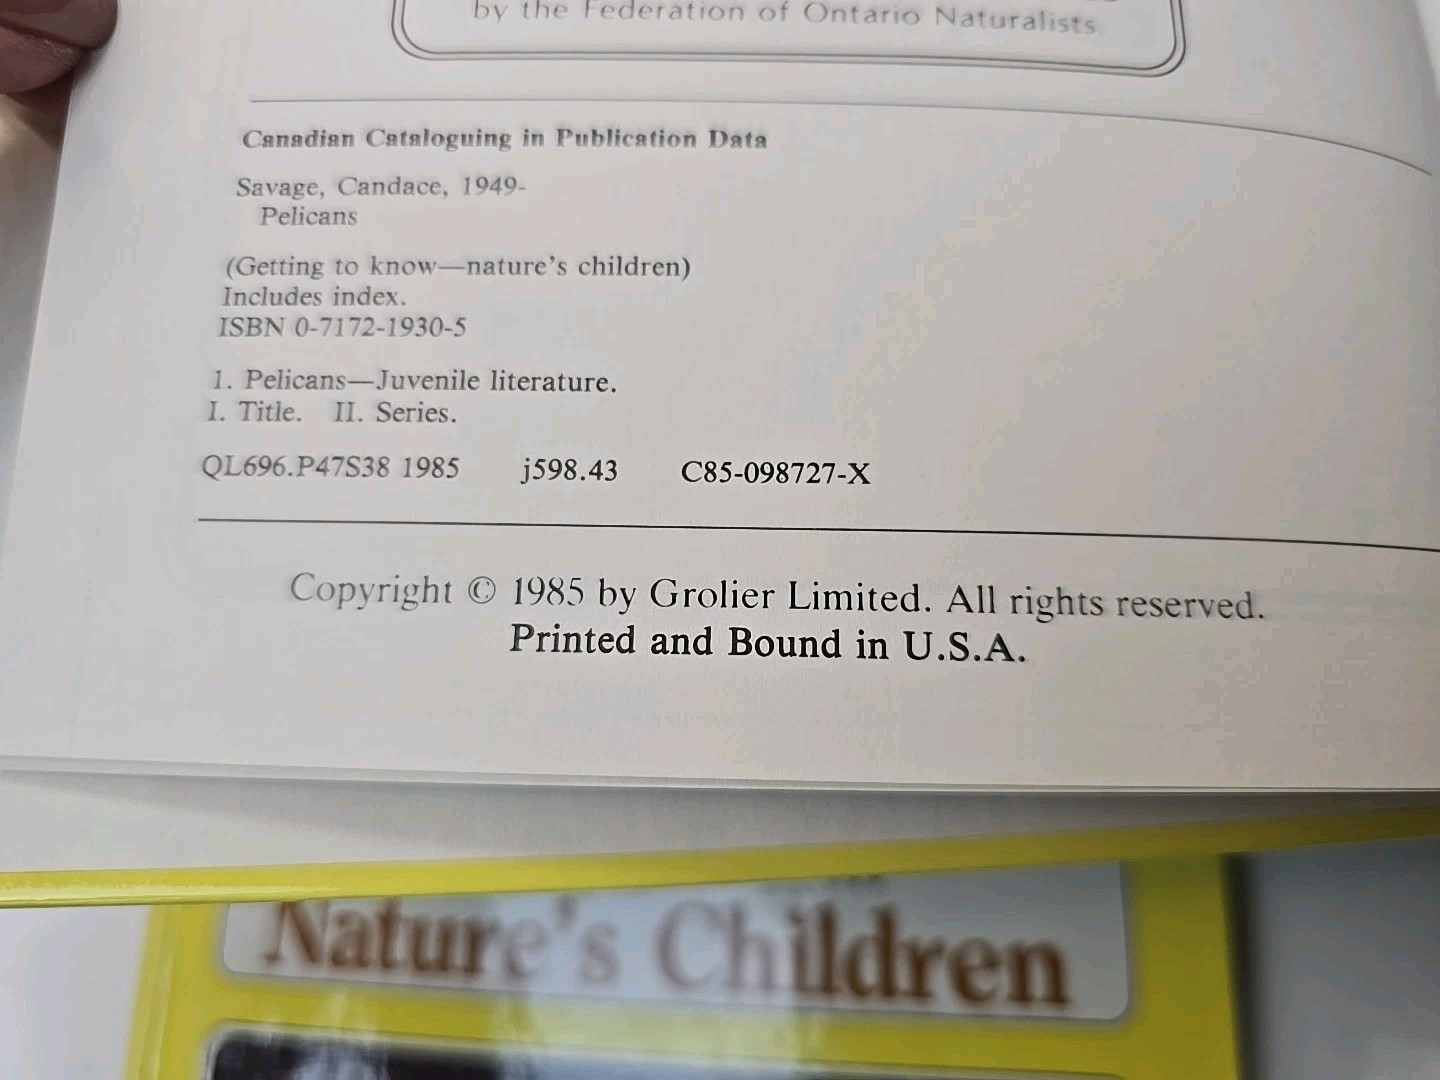 by the Federation of Ontario Naturalists
Canadian Cataloguing in Publication Data
Savage, Candace, 1949-
Pelicans
(Getting to know—nature's children)
Includes index.
ISBN 0-7172-1930-5
1. Pelicans—Juvenile literature.
I. Title. II. Series.
QL696.P47S38 1985 j598.43 C85-098727-X
Copyright © 1985 by Grolier Limited. All rights reserved.
Printed and Bound in U.S.A.
Nature's Children